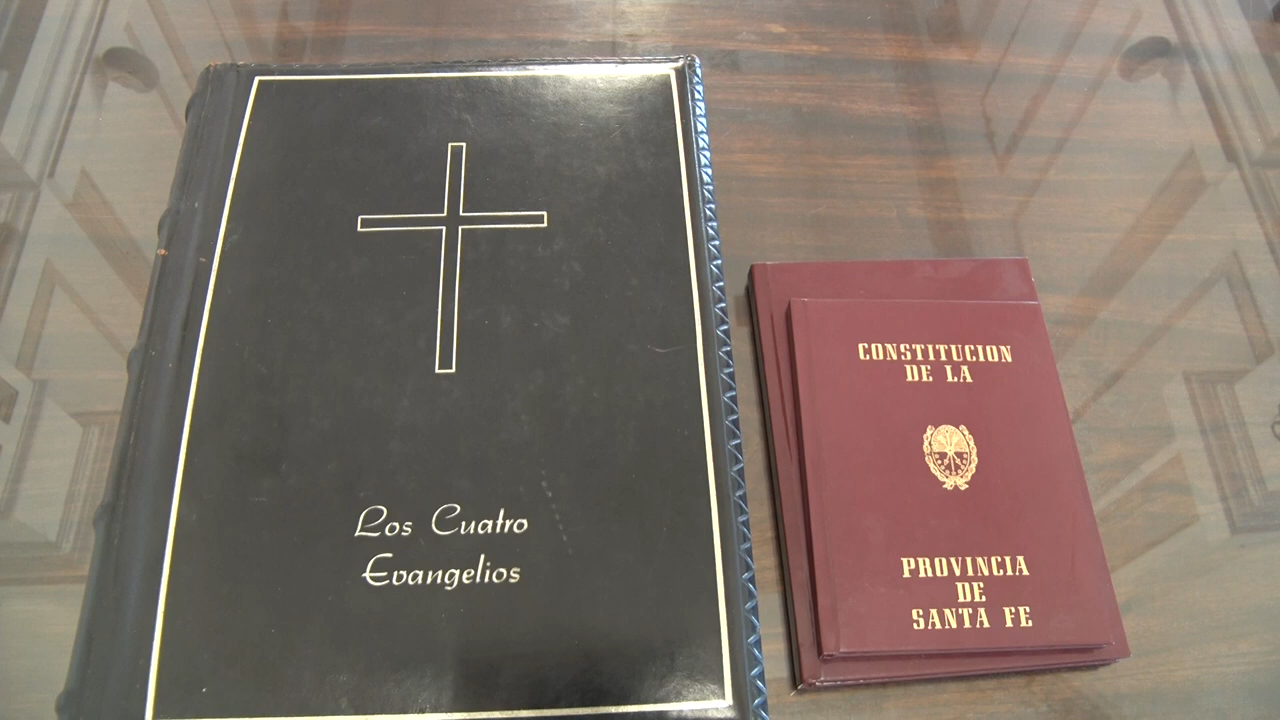 Los Cuatro
Evangelios
CONSTITUCION
DE LA
PROVINCIA
DE
SANTA FE